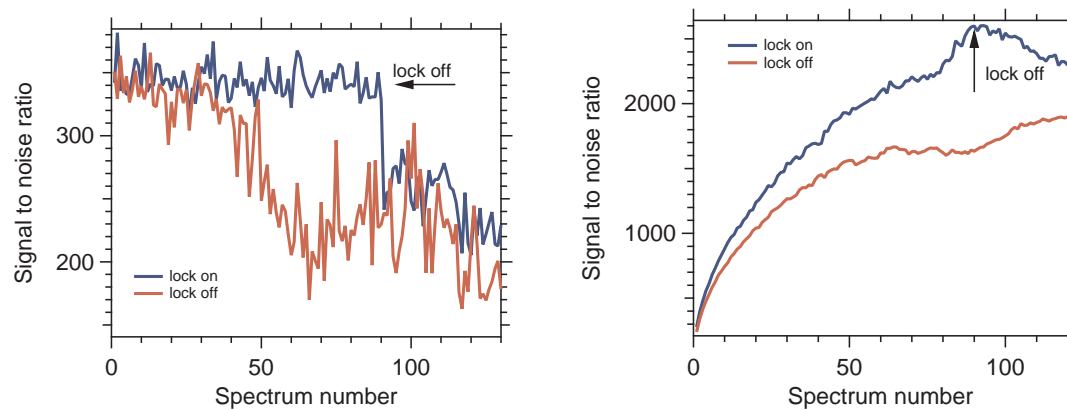 Signal to noise ratio
300
200
lock off
lock on
lock off
0
50
100
Spectrum number
Signal to noise ratio
2000
1000
lock on
lock off
lock off
0
50
100
Spectrum number